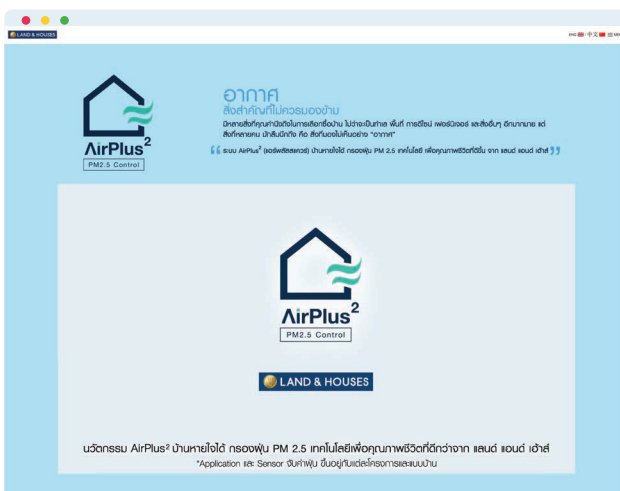 LAND & HOUSES
ENG 中文
อากาศ
สิ่งสำคัญที่ไม่ควรมองข้าม
มีหลายสิ่งที่คุณคำนึงถึงในการเลือกซื้อบ้าน ไม่ว่าจะเป็นทำเล พื้นที่ การดีไซน์ เฟอร์นิเจอร์ และสิ่งอื่นๆ อีกมากมาย แต่
สิ่งที่หลายคน มักลืมนึกถึง คือ สิ่งที่มองไม่เห็นอย่าง "อากาศ"
“ ระบบ AirPlus² (แอร์พลัสสแควร์) บ้านหายใจได้ กรองฝุ่น PM 2.5 เทคโนโลยี เพื่อคุณภาพชีวิตที่ดีขึ้น จาก แลนด์ แอนด์ เฮ้าส์ ”
AirPlus²
PM2.5 Control
AirPlus²
PM2.5 Control
LAND & HOUSES
นวัตกรรม AirPlus² บ้านหายใจได้ กรองฝุ่น PM 2.5 เทคโนโลยีเพื่อคุณภาพชีวิตที่ดีกว่าจาก แลนด์ แอนด์ เฮ้าส์
*Application และ Sensor จับค่าฝุ่น ขึ้นอยู่กับแต่ละโครงการและแบบบ้าน